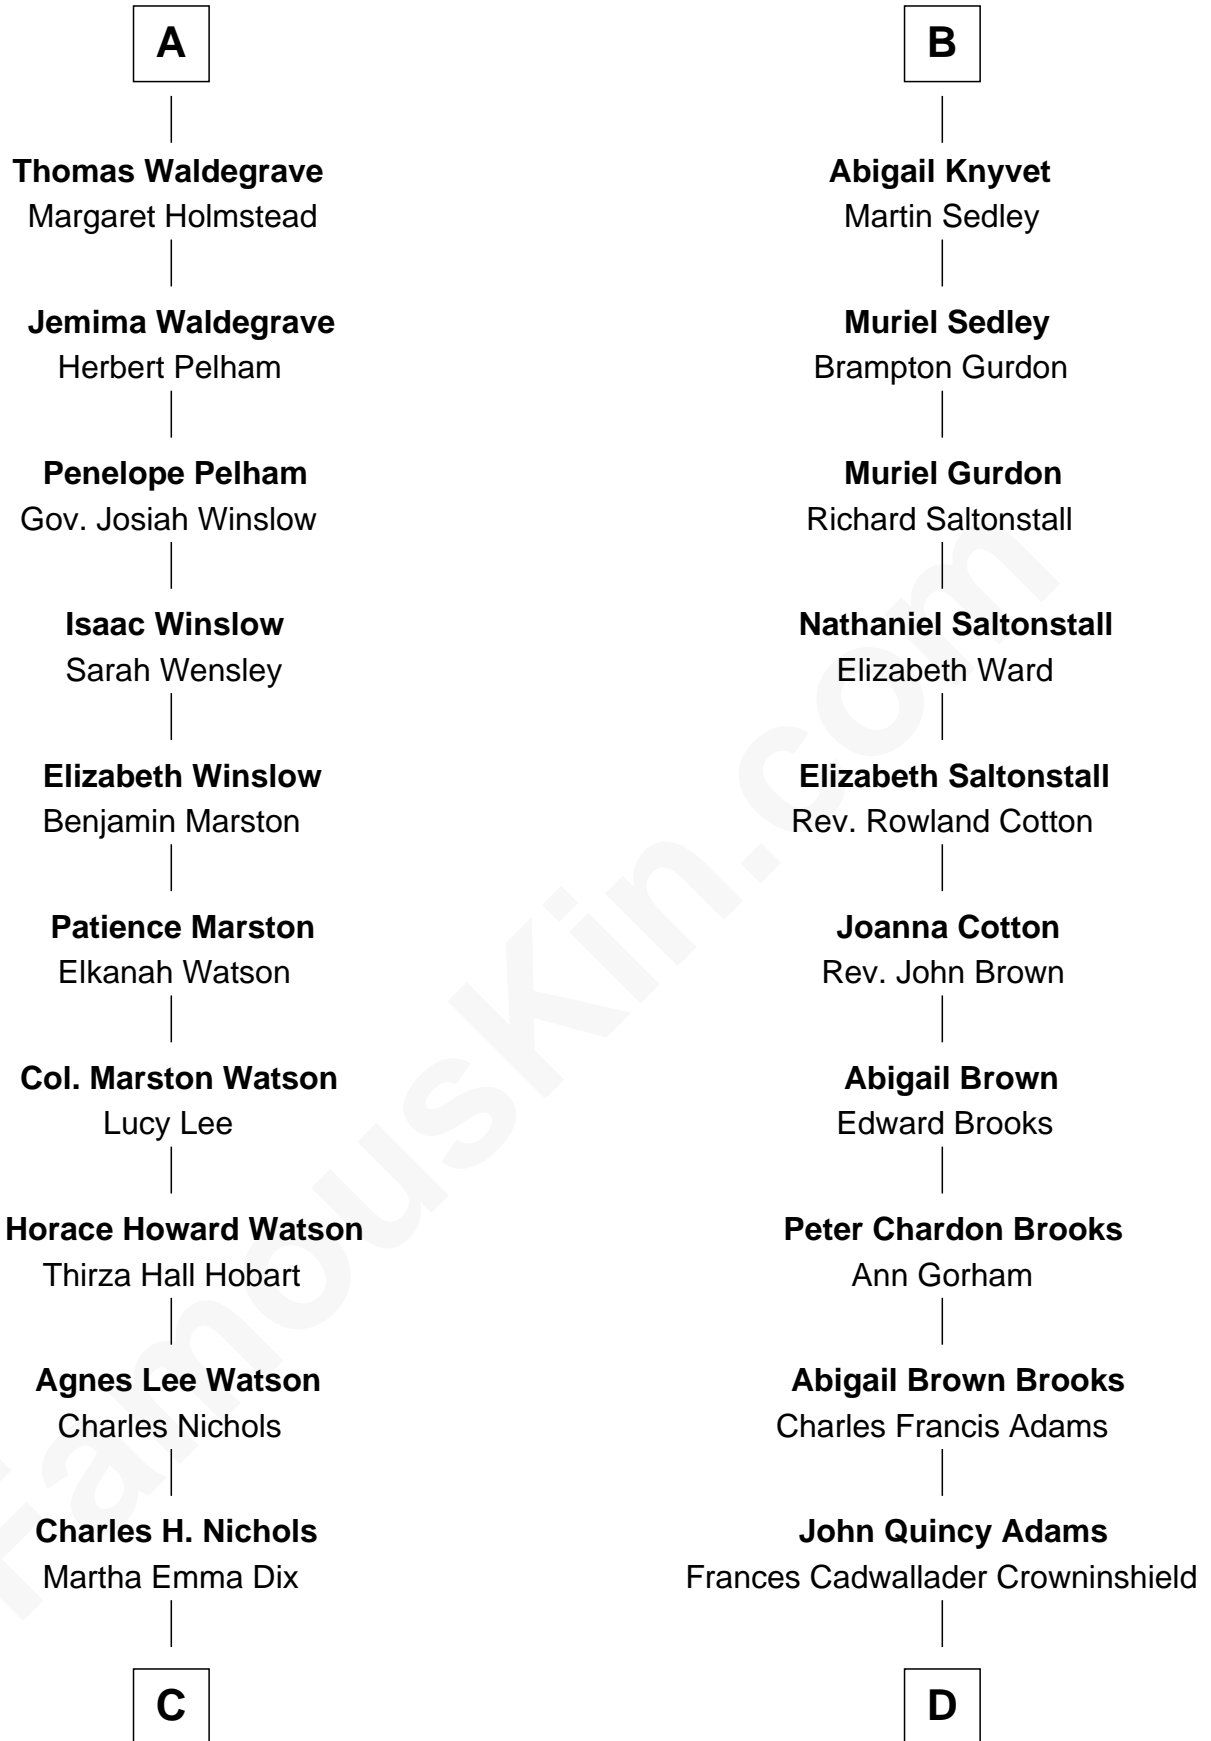 A
Thomas Waldegrave
Margaret Holmstead
Jemima Waldegrave
Herbert Pelham
Penelope Pelham
Gov. Josiah Winslow
Isaac Winslow
Sarah Wensley
Elizabeth Winslow
Benjamin Marston
Patience Marston
Elkanah Watson
Col. Marston Watson
Lucy Lee
Horace Howard Watson
Thirza Hall Hobart
Agnes Lee Watson
Charles Nichols
Charles H. Nichols
Martha Emma Dix
C
B
Abigail Knyvet
Martin Sedley
Muriel Sedley
Brampton Gurdon
Muriel Gurdon
Richard Saltonstall
Nathaniel Saltonstall
Elizabeth Ward
Elizabeth Saltonstall
Rev. Rowland Cotton
Joanna Cotton
Rev. John Brown
Abigail Brown
Edward Brooks
Peter Chardon Brooks
Ann Gorham
Abigail Brown Brooks
Charles Francis Adams
John Quincy Adams
Frances Cadwallader Crowninshield
D
FamousKin.com